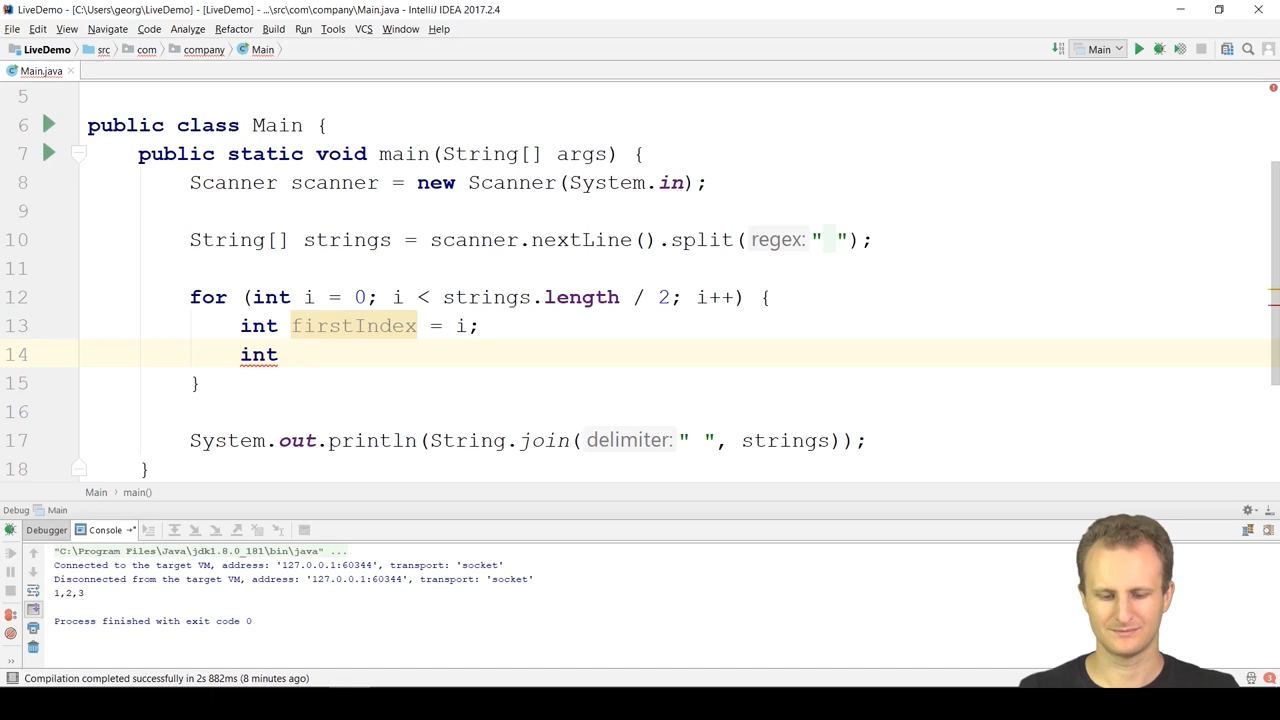 LiveDemo - [C:\Users\georg\LiveDemo] - [LiveDemo] - ...\src\com\company\Main.java - IntelliJ IDEA 2017.2.4
File Edit View Navigate Code Analyze Refactor Build Run Tools VCS Window Help
LiveDemo src com company Main Main
Main.java
5
6 public class Main {
7 public static void main(String[] args) {
8 Scanner scanner = new Scanner(System.in);
9
10 String[] strings = scanner.nextLine().split( regex: " ");
11
12 for (int i = 0; i < strings.length / 2; i++) {
13 int firstIndex = i;
14 int
15 }
16
17 System.out.println(String.join( delimiter: " ", strings));
18 }
Main main()
Debug Main
Debugger Console
"C:\Program Files\Java\jdk1.8.0_181\bin\java" ...
Connected to the target VM, address: '127.0.0.1:60344', transport: 'socket'
Disconnected from the target VM, address: '127.0.0.1:60344', transport: 'socket'
1,2,3
Process finished with exit code 0
Compilation completed successfully in 2s 882ms (8 minutes ago)